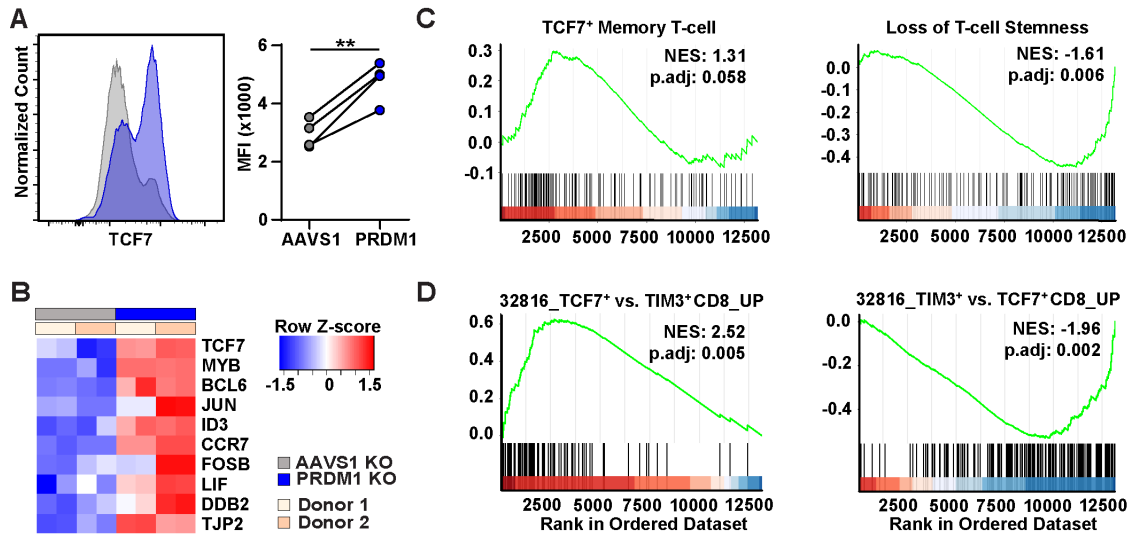 A
Normalized Count
TCF7
MFI (x1000)
6
4
2
0
**
AAVS1 PRDM1
B
TCF7
MYB
BCL6
JUN
ID3
CCR7
FOSB
LIF
DDB2
TJP2
Row Z-score
-1.5 0 1.5
AAVS1 KO
PRDM1 KO
Donor 1
Donor 2
C
TCF7⁺ Memory T-cell
NES: 1.31
p.adj: 0.058
0.3
0.2
0.1
0.0
-0.1
2500 5000 7500 10000 12500
Loss of T-cell Stemness
NES: -1.61
p.adj: 0.006
0.0
-0.1
-0.2
-0.3
-0.4
2500 5000 7500 10000 12500
D
32816_TCF7⁺ vs. TIM3⁺CD8_UP
NES: 2.52
p.adj: 0.005
0.6
0.4
0.2
0.0
2500 5000 7500 10000 12500
Rank in Ordered Dataset
32816_TIM3⁺ vs. TCF7⁺CD8_UP
NES: -1.96
p.adj: 0.002
0.0
-0.2
-0.4
2500 5000 7500 10000 12500
Rank in Ordered Dataset